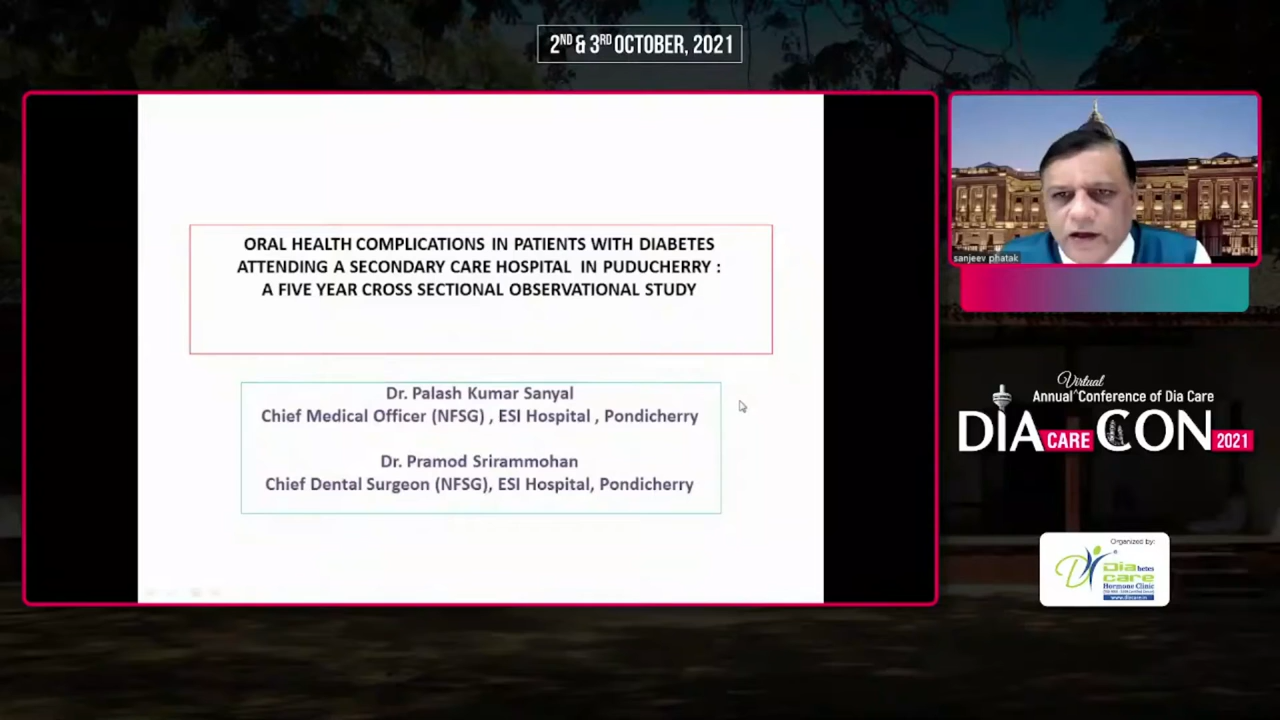 2ND & 3RD OCTOBER, 2021
ORAL HEALTH COMPLICATIONS IN PATIENTS WITH DIABETES
ATTENDING A SECONDARY CARE HOSPITAL IN PUDUCHERRY :
A FIVE YEAR CROSS SECTIONAL OBSERVATIONAL STUDY
Dr. Palash Kumar Sanyal
Chief Medical Officer (NFSG) , ESI Hospital , Pondicherry
Dr. Pramod Srirammohan
Chief Dental Surgeon (NFSG), ESI Hospital, Pondicherry
sanjeev phatak
Virtual
Annual^Conference of Dia Care
DIA CARE CON 2021
Organized by:
Diabetes
care
Hormone Clinic